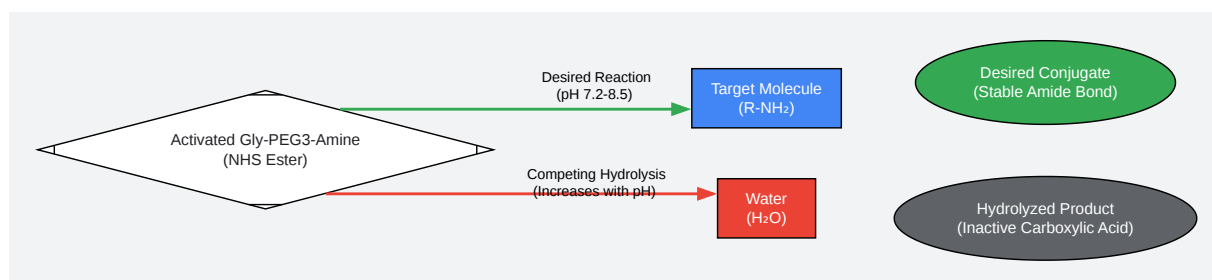 Activated Gly-PEG3-Amine
(NHS Ester)
Desired Reaction
(pH 7.2-8.5)
Target Molecule
(R-NH₂)
Desired Conjugate
(Stable Amide Bond)
Competing Hydrolysis
(Increases with pH)
Water
(H₂O)
Hydrolyzed Product
(Inactive Carboxylic Acid)